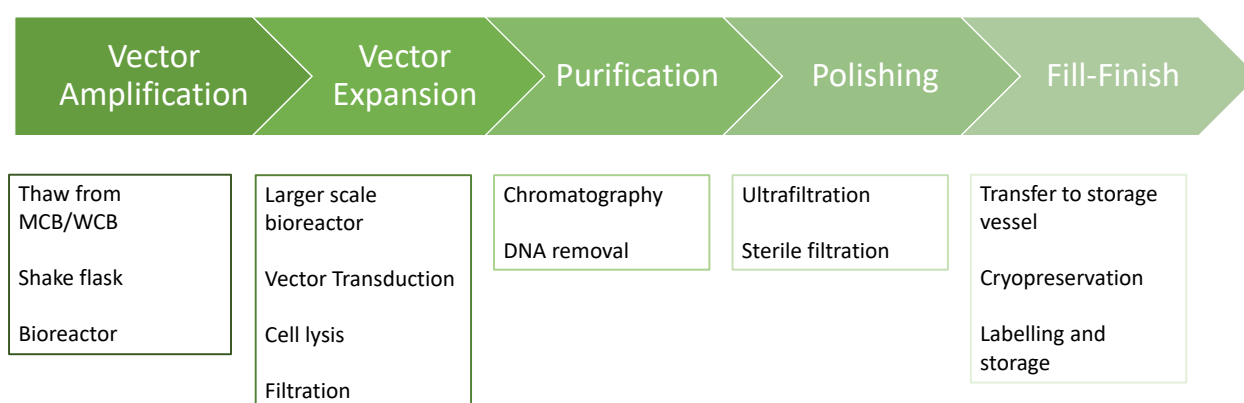 Vector
Amplification
Vector
Expansion
Purification
Polishing
Fill-Finish
Thaw from
MCB/WCB
Shake flask
Bioreactor
Larger scale
bioreactor
Vector Transduction
Cell lysis
Filtration
Chromatography
DNA removal
Ultrafiltration
Sterile filtration
Transfer to storage
vessel
Cryopreservation
Labelling and
storage